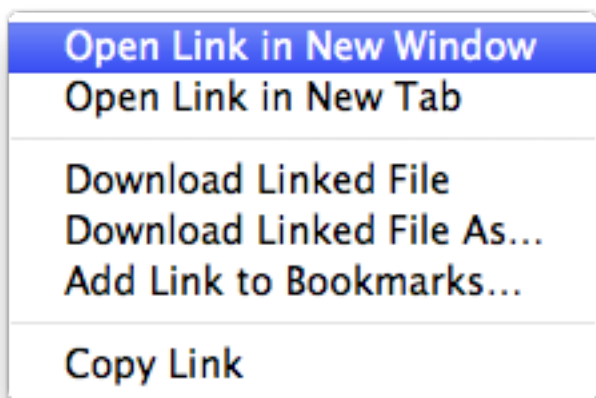 Open Link in New Window
Open Link in New Tab
Download Linked File
Download Linked File As...
Add Link to Bookmarks...
Copy Link